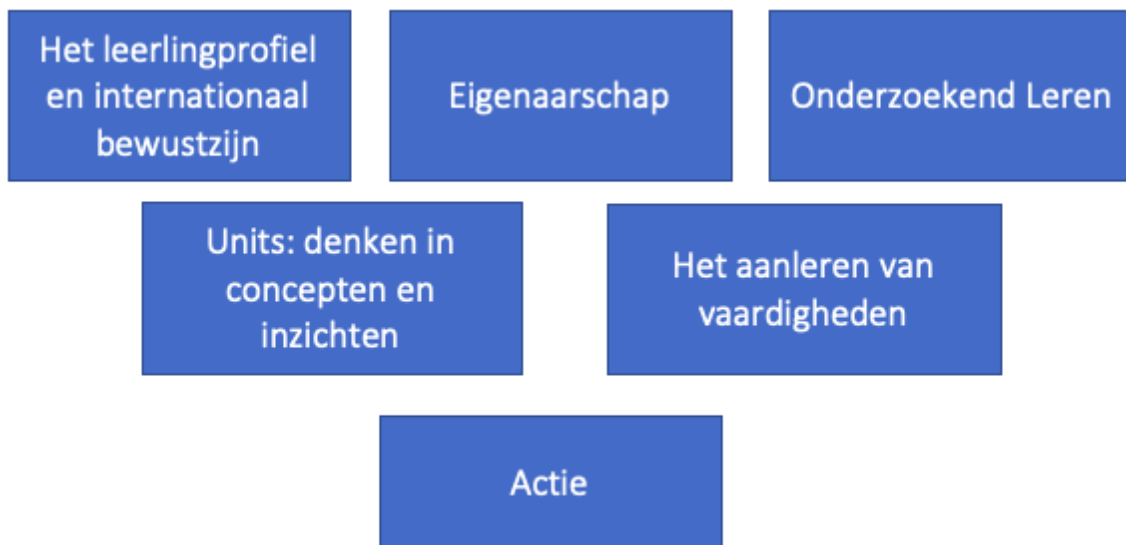 Het leerlingprofiel
en internationaal
bewustzijn
Eigenaarschap
Onderzoekend Leren
Units: denken in
concepten en
inzichten
Het aanleren van
vaardigheden
Actie